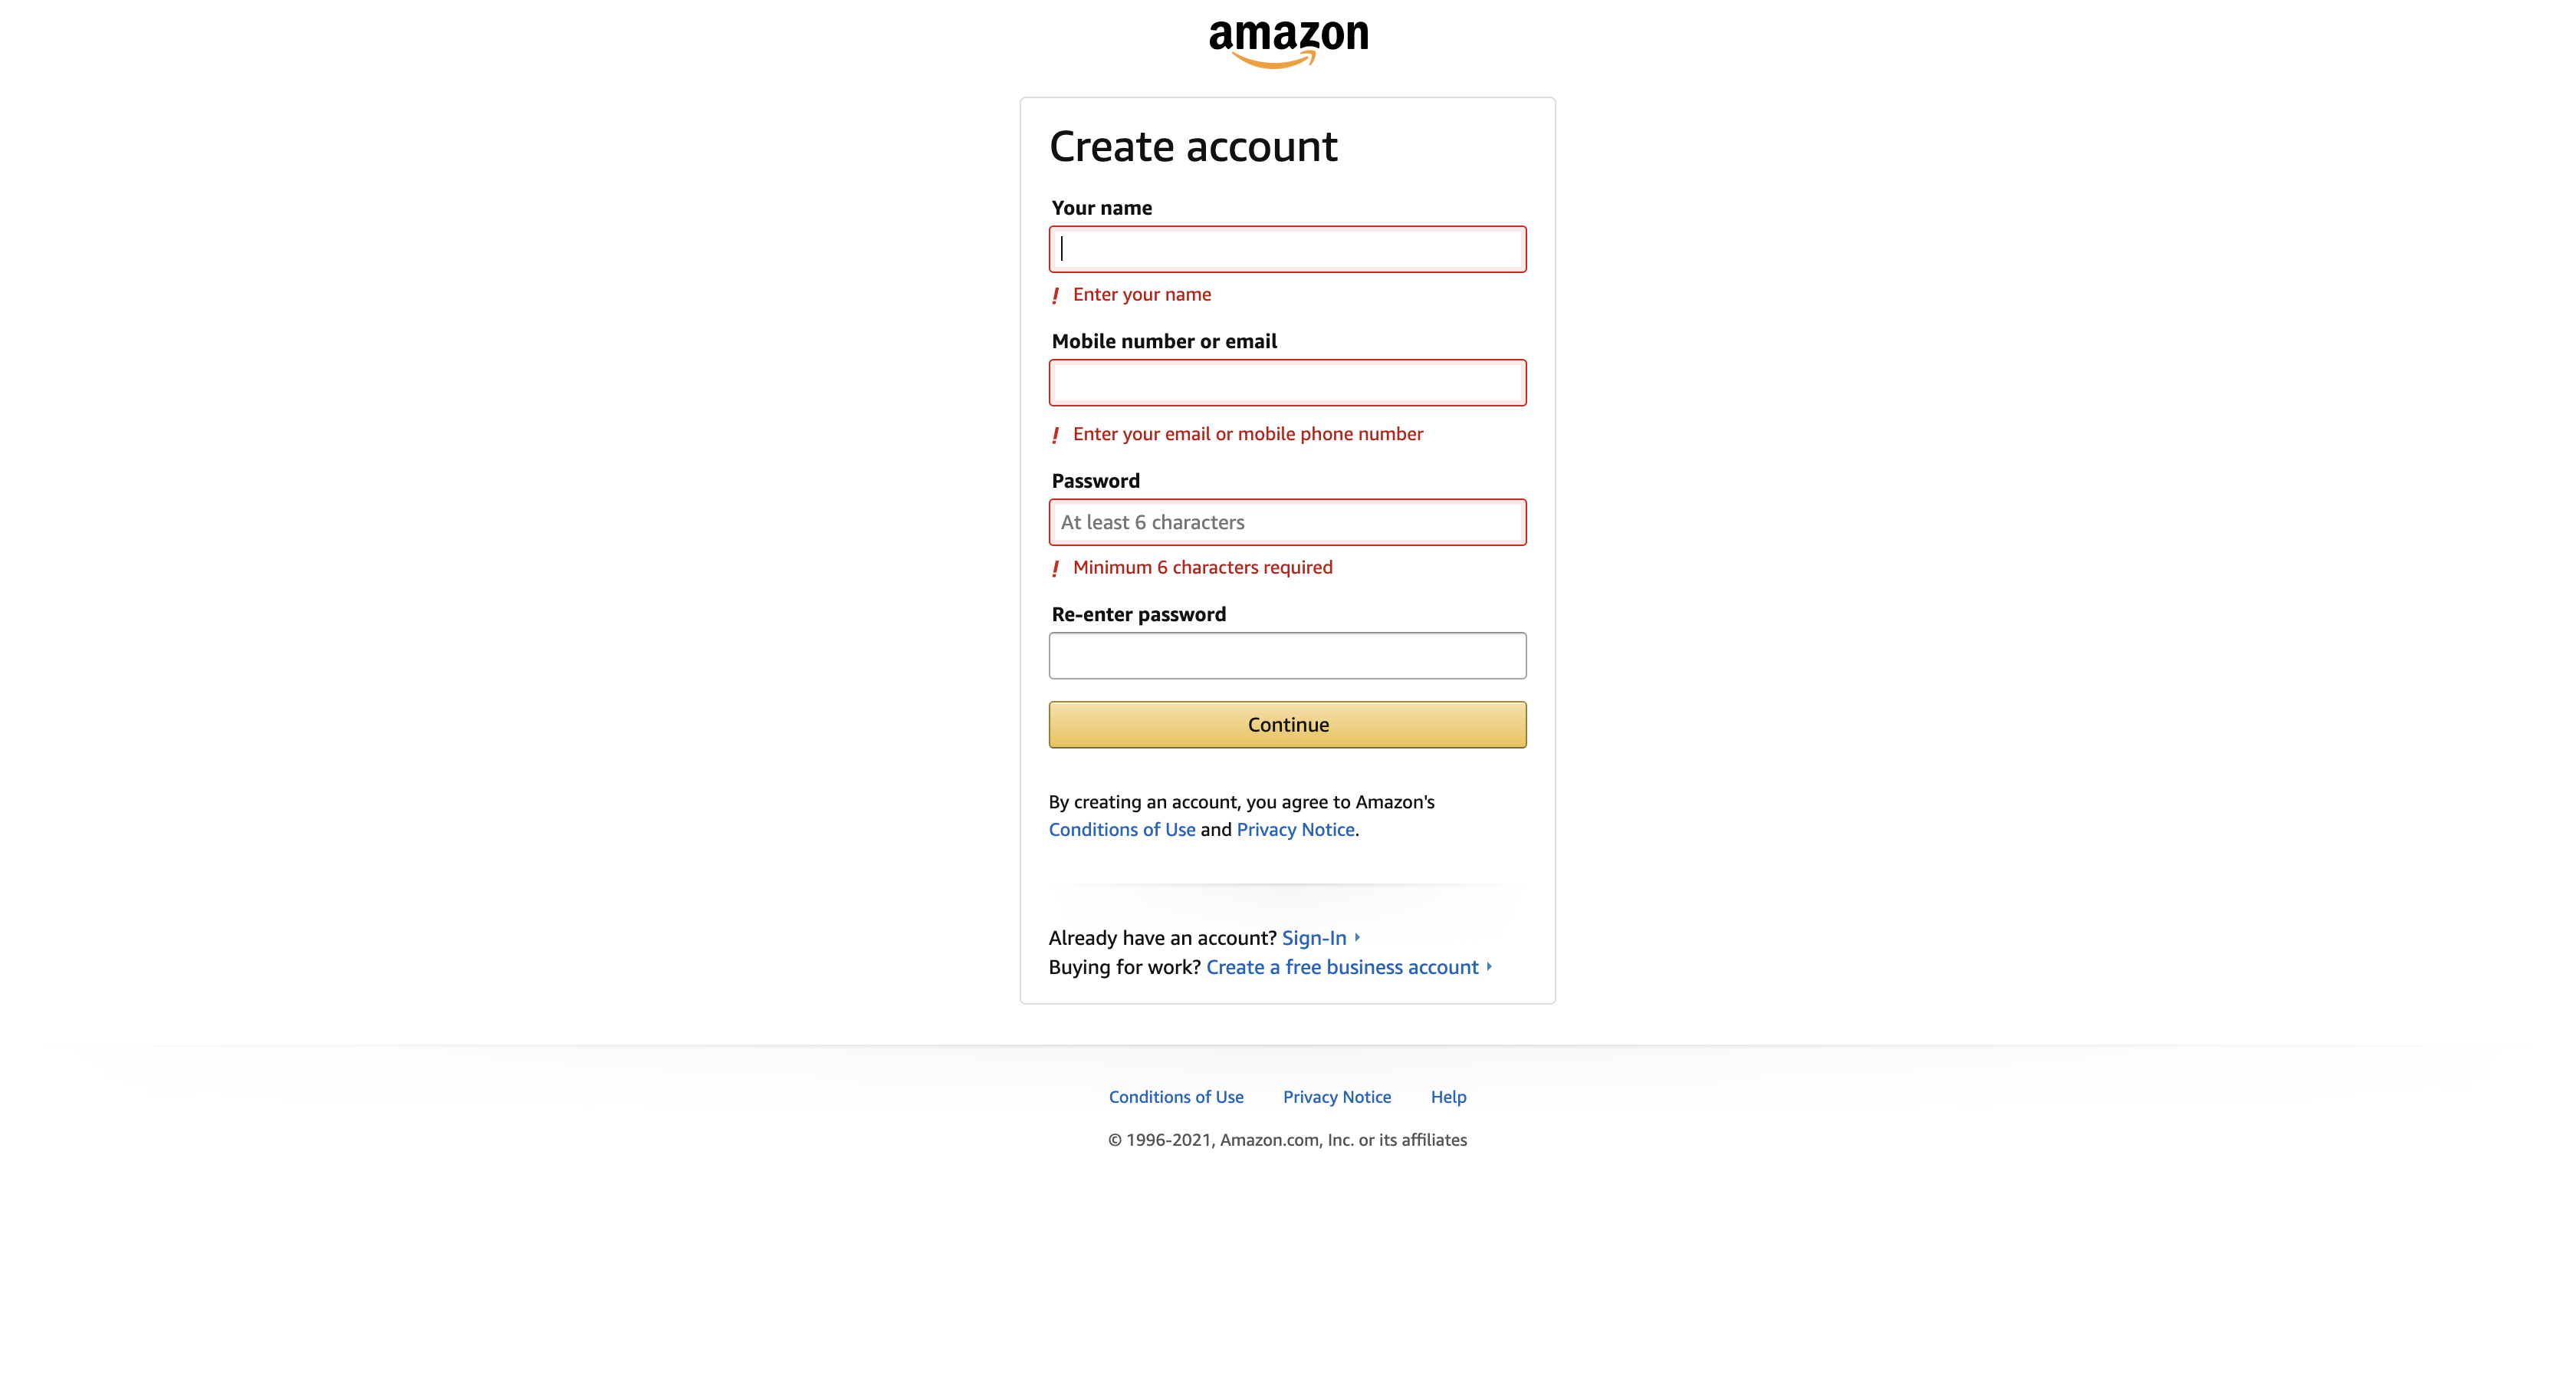 amazon
Create account
Your name
! Enter your name
Mobile number or email
! Enter your email or mobile phone number
Password
At least 6 characters
! Minimum 6 characters required
Re-enter password
Continue
By creating an account, you agree to Amazon's
Conditions of Use and Privacy Notice.
Already have an account? Sign-In
Buying for work? Create a free business account
Conditions of Use Privacy Notice Help
© 1996-2021, Amazon.com, Inc. or its affiliates